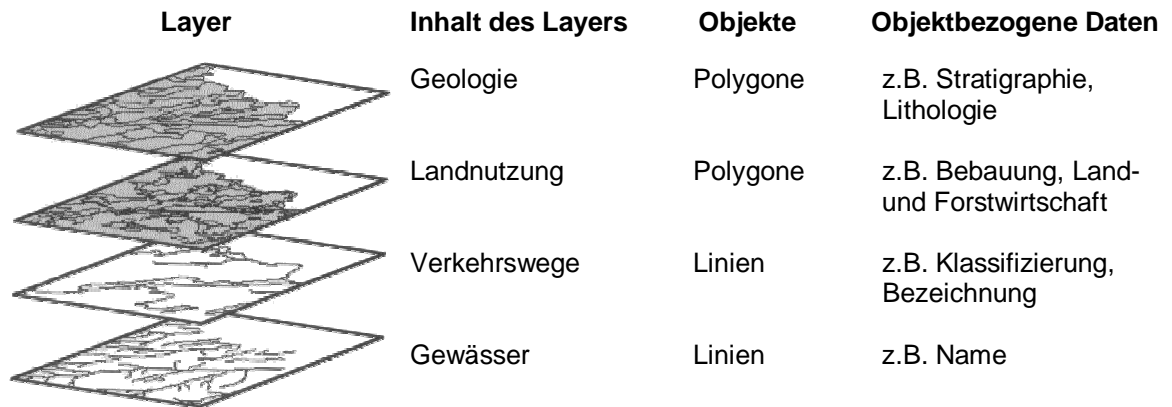 Layer Inhalt des Layers Objekte Objektbezogene Daten
Geologie Polygone z.B. Stratigraphie,
Lithologie
Landnutzung Polygone z.B. Bebauung, Land-
und Forstwirtschaft
Verkehrswege Linien z.B. Klassifizierung,
Bezeichnung
Gewässer Linien z.B. Name